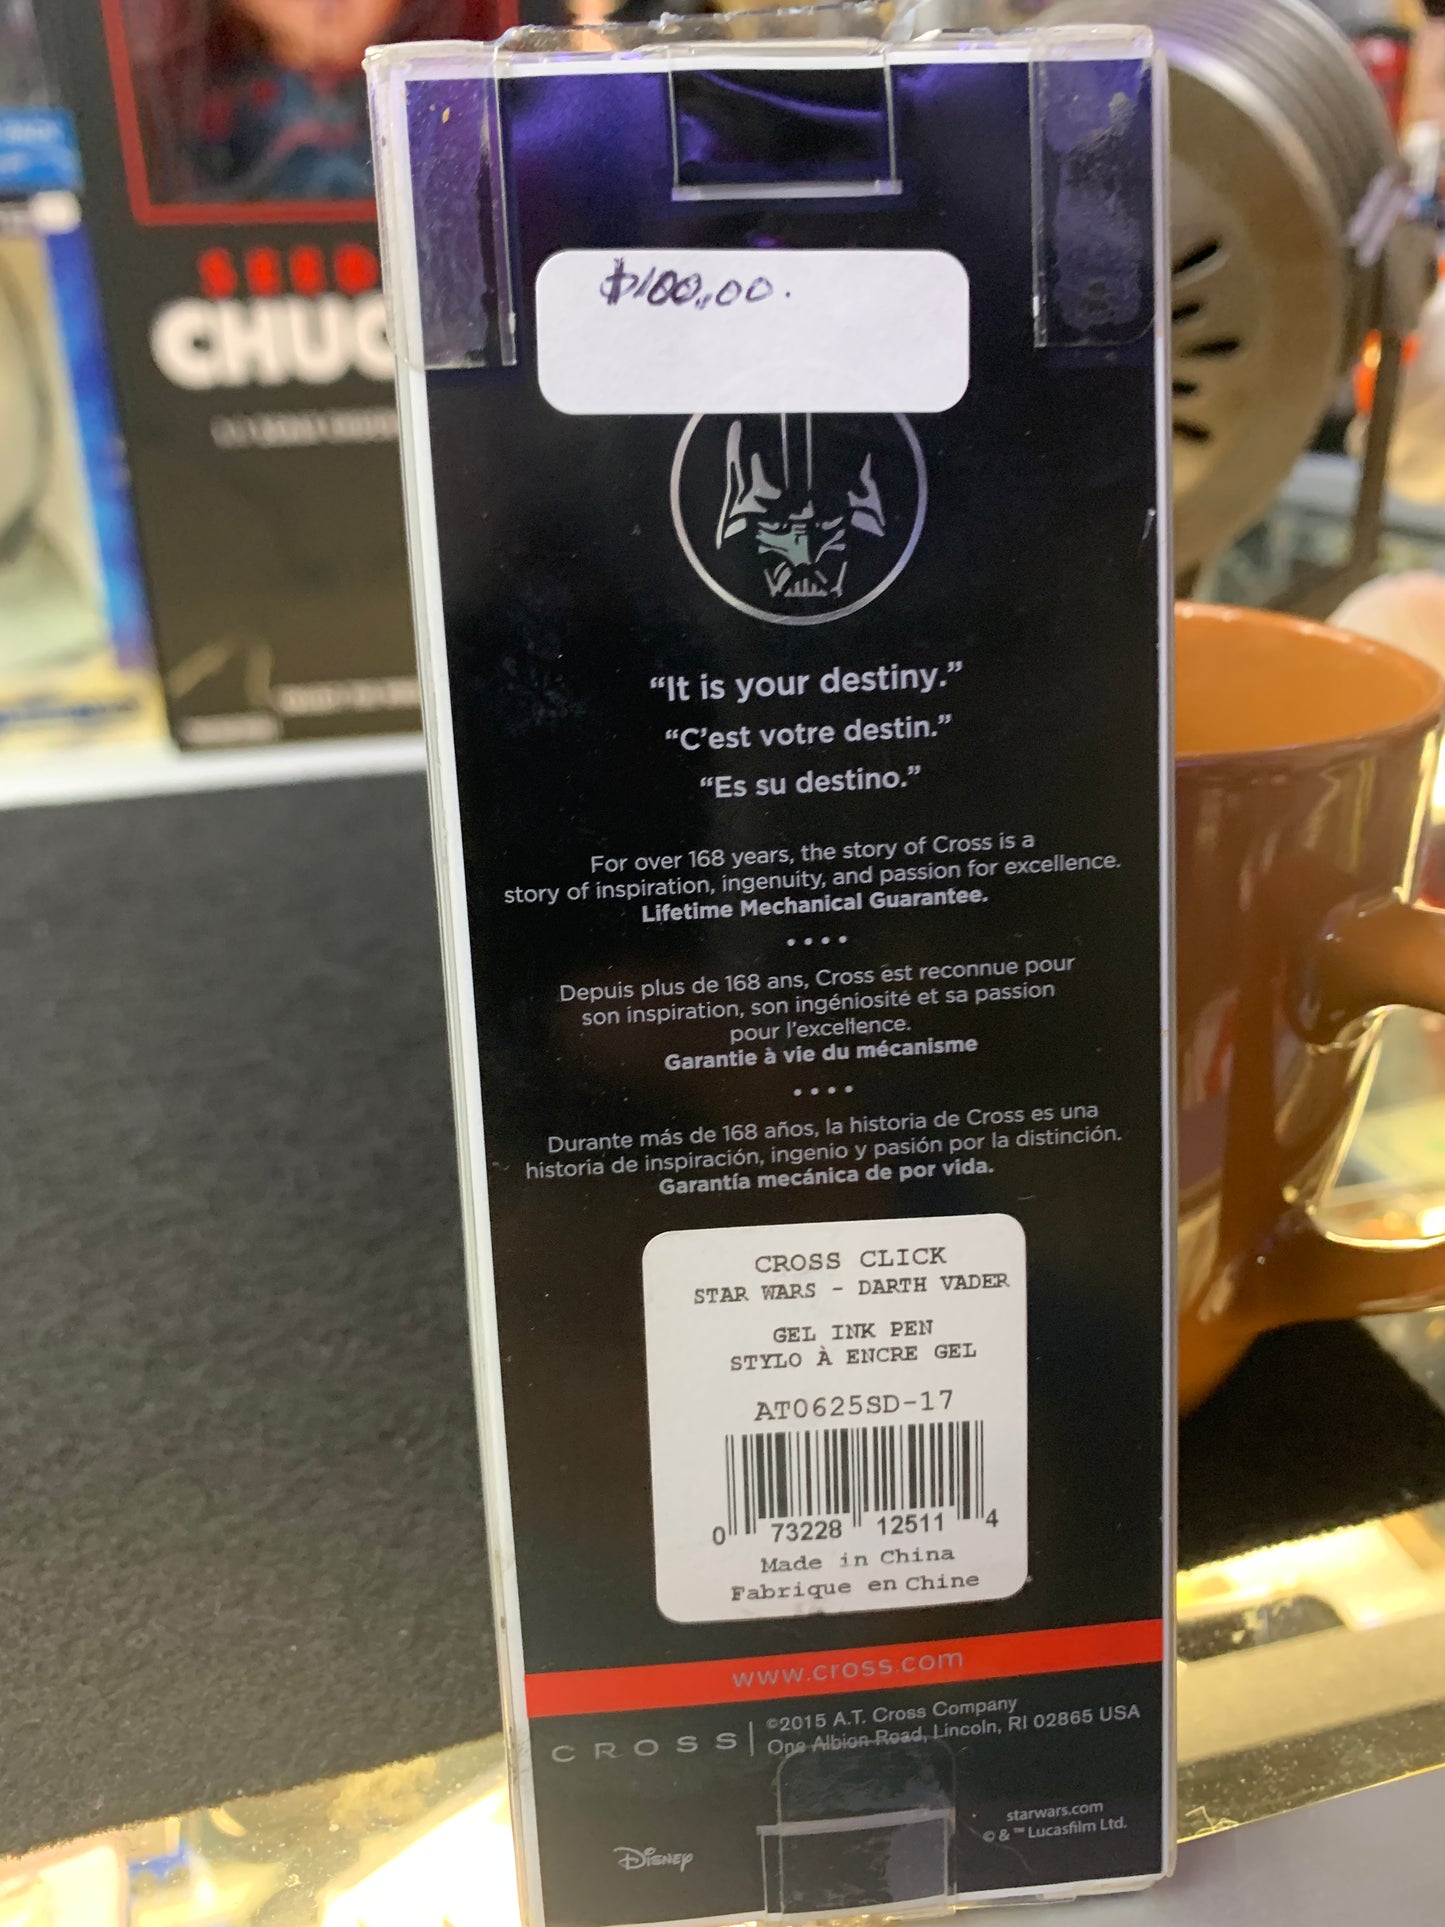 SEED
CHUC
$100.00.
“It is your destiny.”
“C’est votre destin.”
“Es su destino.”
For over 168 years, the story of Cross is a
story of inspiration, ingenuity, and passion for excellence.
Lifetime Mechanical Guarantee.
Depuis plus de 168 ans, Cross est reconnue pour
son inspiration, son ingéniosité et sa passion
pour l’excellence.
Garantie à vie du mécanisme
Durante más de 168 años, la historia de Cross es una
historia de inspiración, ingenio y pasión por la distinción.
Garantía mecánica de por vida.
CROSS CLICK
STAR WARS - DARTH VADER
GEL INK PEN
STYLO À ENCRE GEL
AT0625SD-17
0 73228 12511 4
Made in China
Fabrique en Chine
www.cross.com
CROSS
©2015 A.T. Cross Company
One Albion Road, Lincoln, RI 02865 USA
starwars.com
© & ™ Lucasfilm Ltd.
Disney